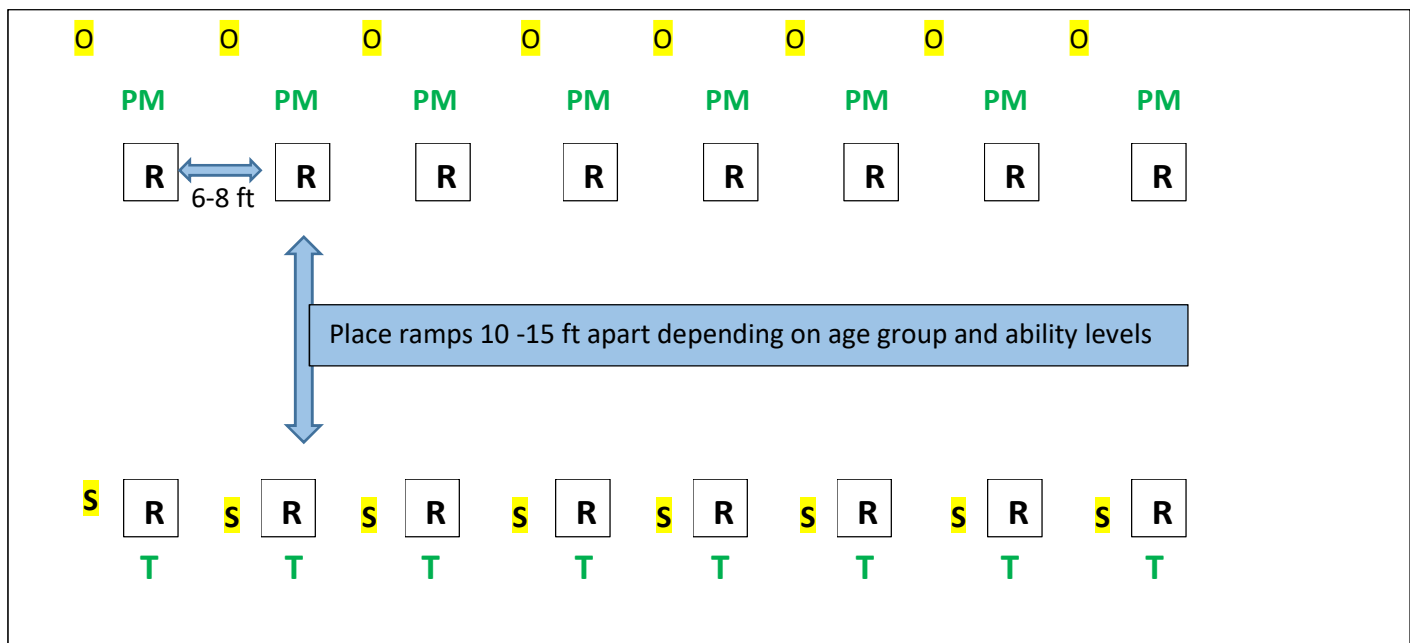 O O O O O O O O
PM PM PM PM PM PM PM PM
R R R R R R R R
6-8 ft
Place ramps 10 -15 ft apart depending on age group and ability levels
S R S R S R S R S R S R S R S R
T T T T T T T T